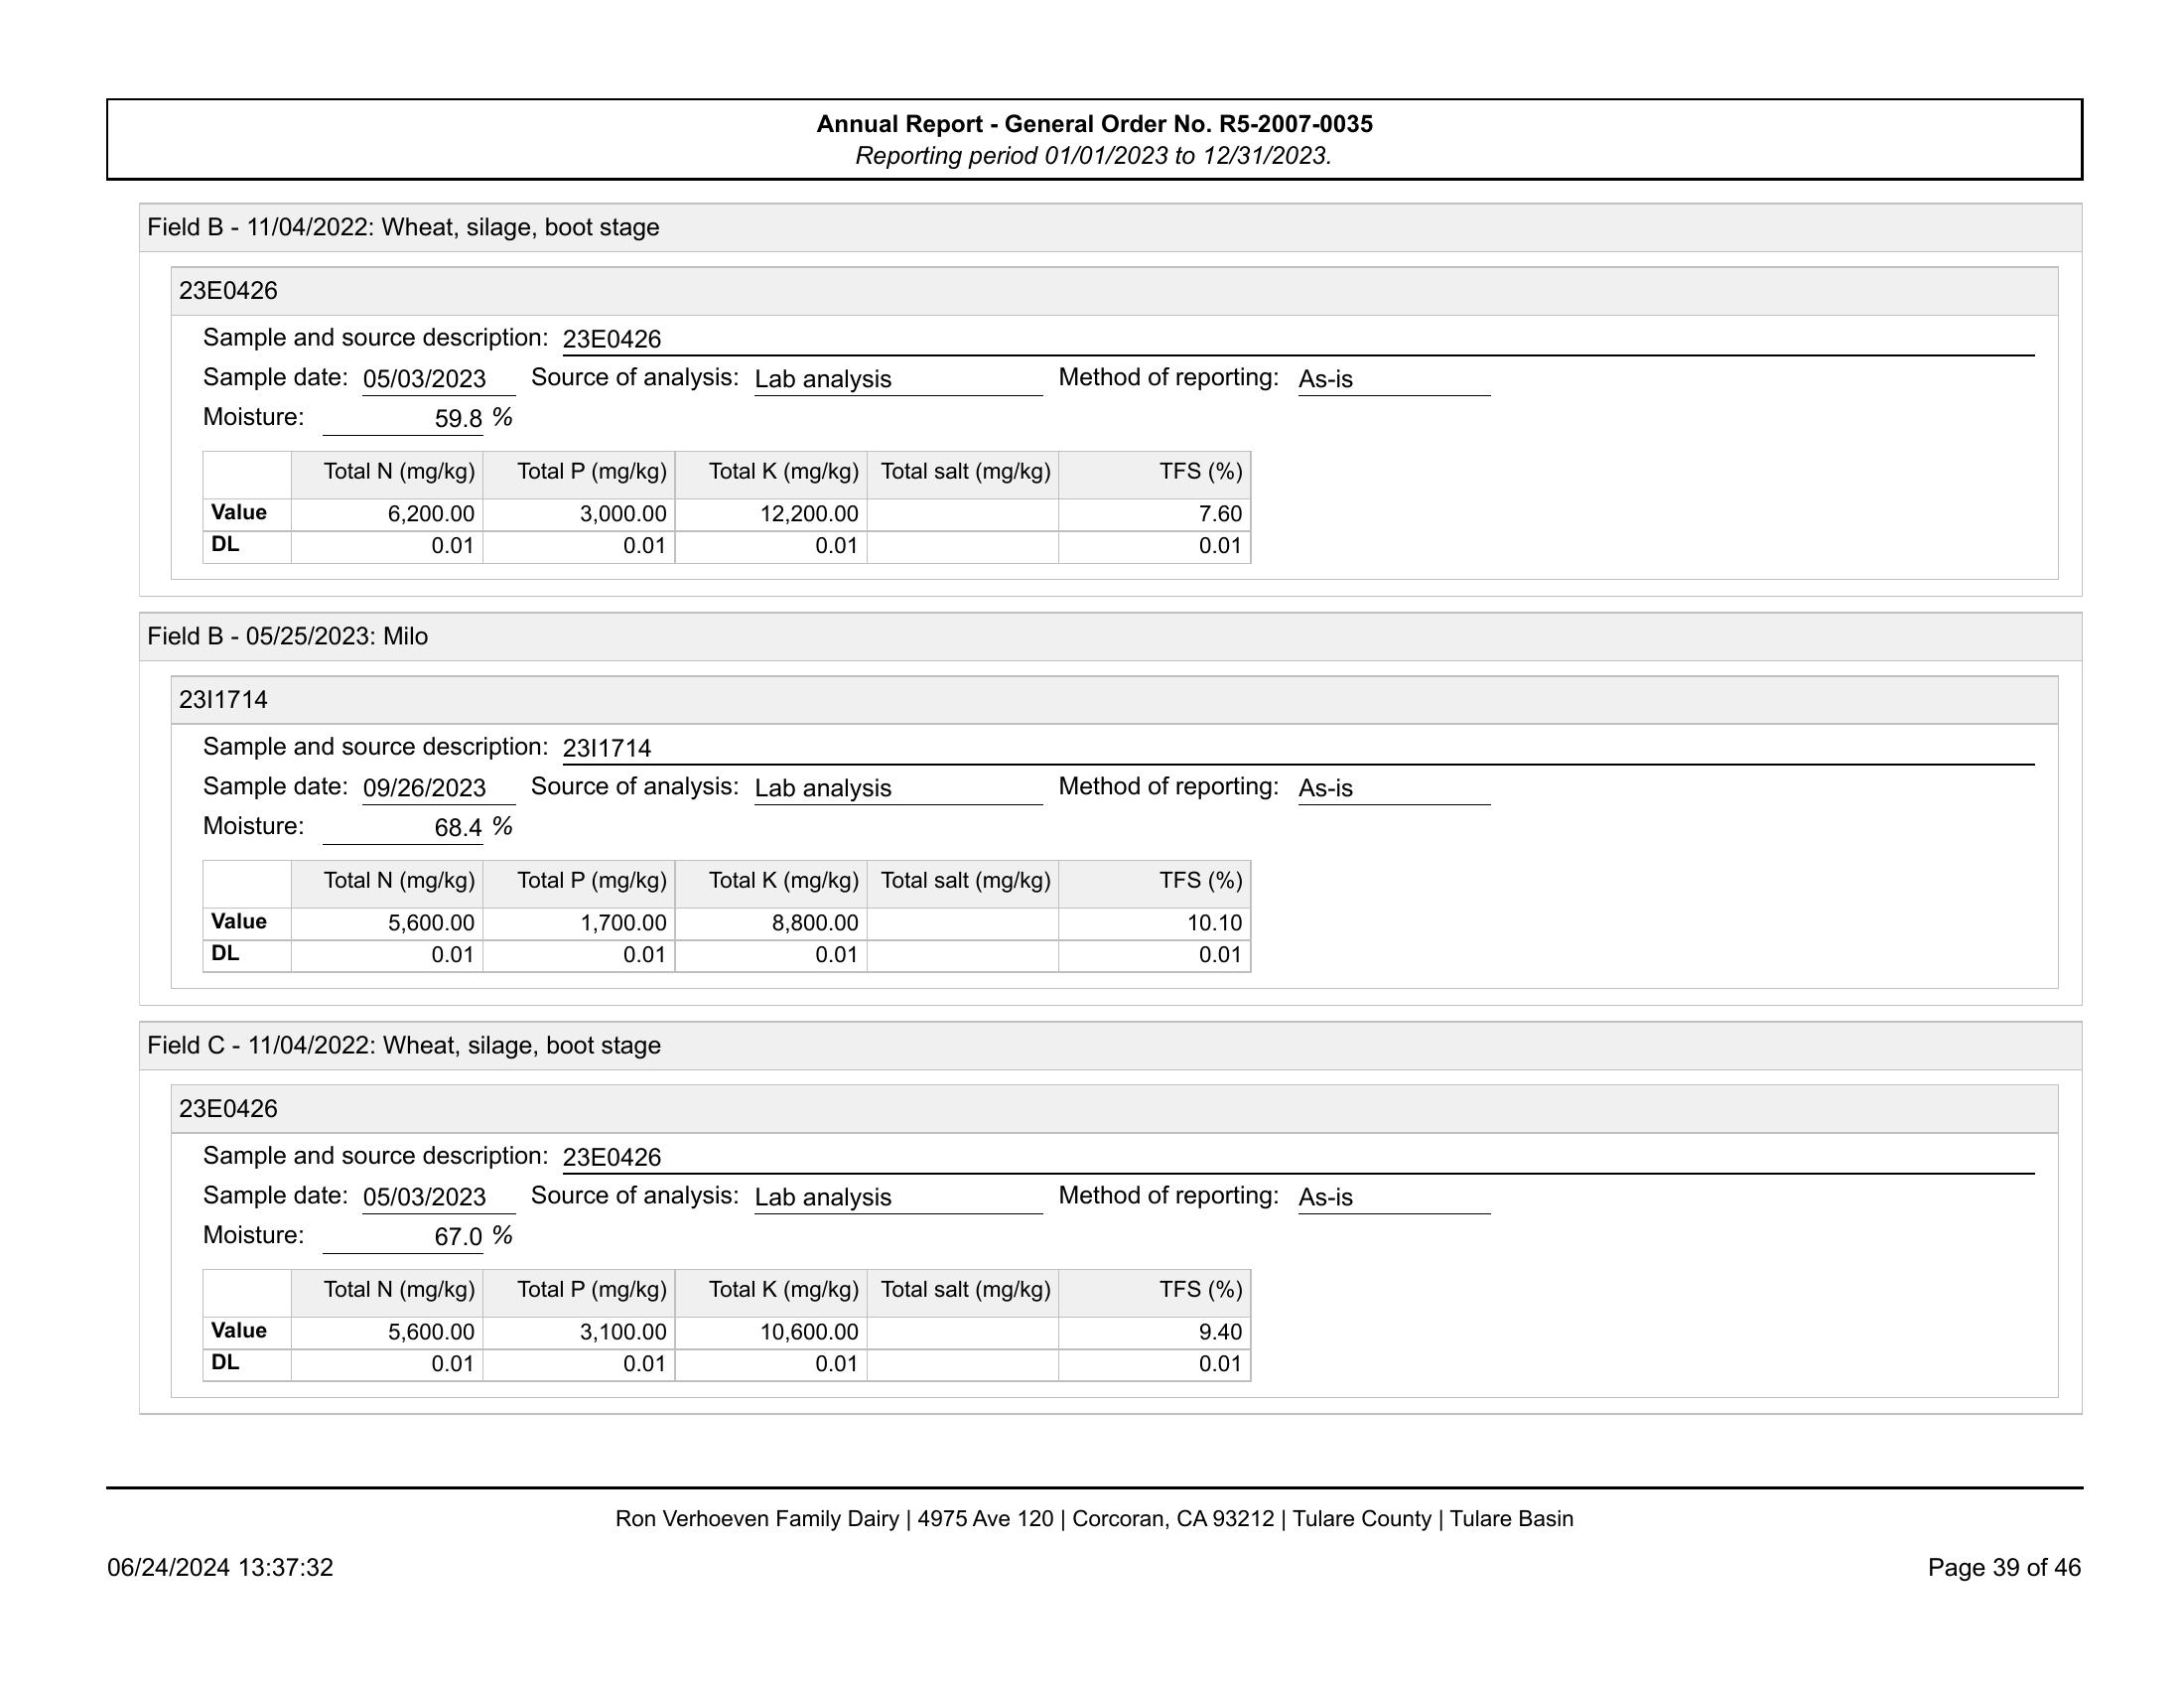 Annual Report - General Order No. R5-2007-0035
Reporting period 01/01/2023 to 12/31/2023.
Field B - 11/04/2022: Wheat, silage, boot stage
23E0426
Sample and source description: 23E0426
Sample date: 05/03/2023 Source of analysis: Lab analysis Method of reporting: As-is
Moisture: 59.8 %
Total N (mg/kg) Total P (mg/kg) Total K (mg/kg) Total salt (mg/kg) TFS (%)
Value 6,200.00 3,000.00 12,200.00 7.60
DL 0.01 0.01 0.01 0.01
Field B - 05/25/2023: Milo
23I1714
Sample and source description: 23I1714
Sample date: 09/26/2023 Source of analysis: Lab analysis Method of reporting: As-is
Moisture: 68.4 %
Total N (mg/kg) Total P (mg/kg) Total K (mg/kg) Total salt (mg/kg) TFS (%)
Value 5,600.00 1,700.00 8,800.00 10.10
DL 0.01 0.01 0.01 0.01
Field C - 11/04/2022: Wheat, silage, boot stage
23E0426
Sample and source description: 23E0426
Sample date: 05/03/2023 Source of analysis: Lab analysis Method of reporting: As-is
Moisture: 67.0 %
Total N (mg/kg) Total P (mg/kg) Total K (mg/kg) Total salt (mg/kg) TFS (%)
Value 5,600.00 3,100.00 10,600.00 9.40
DL 0.01 0.01 0.01 0.01
Ron Verhoeven Family Dairy | 4975 Ave 120 | Corcoran, CA 93212 | Tulare County | Tulare Basin
06/24/2024 13:37:32 Page 39 of 46